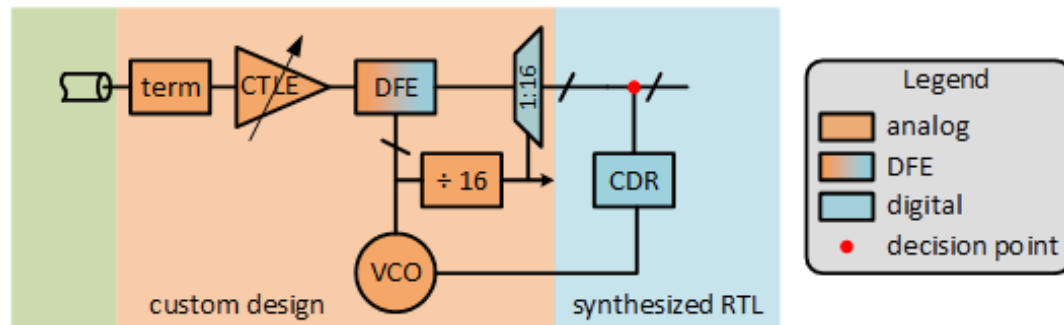 term
CTLE
DFE
1:16
÷ 16
CDR
VCO
custom design
synthesized RTL
Legend
analog
DFE
digital
decision point